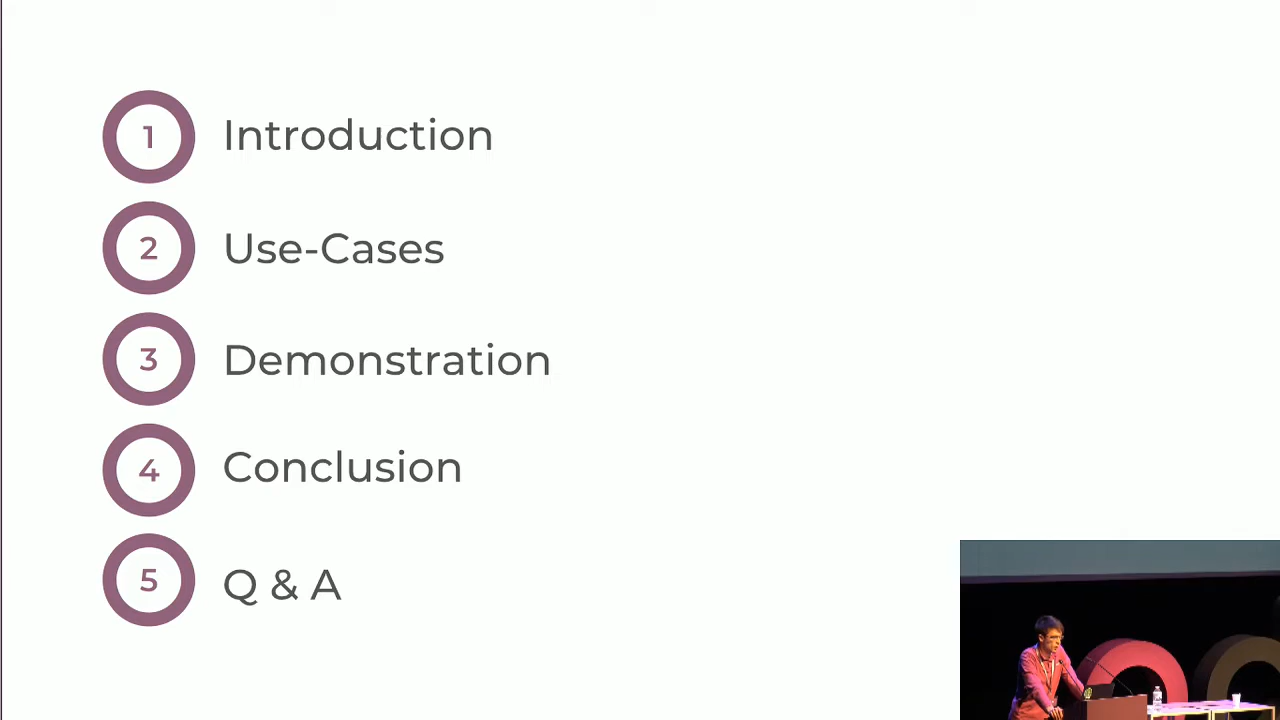 1 Introduction
2 Use-Cases
3 Demonstration
4 Conclusion
5 Q & A